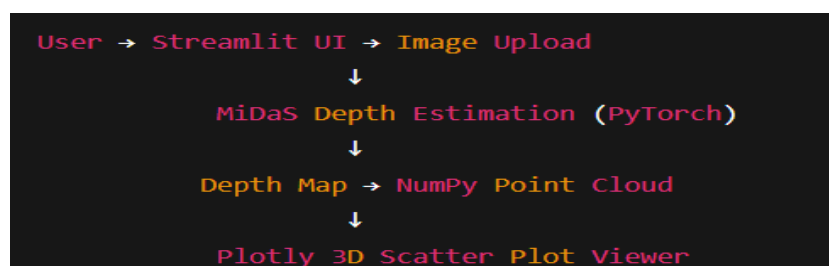 User → Streamlit UI → Image Upload
↓
MiDaS Depth Estimation (PyTorch)
↓
Depth Map → NumPy Point Cloud
↓
Plotly 3D Scatter Plot Viewer